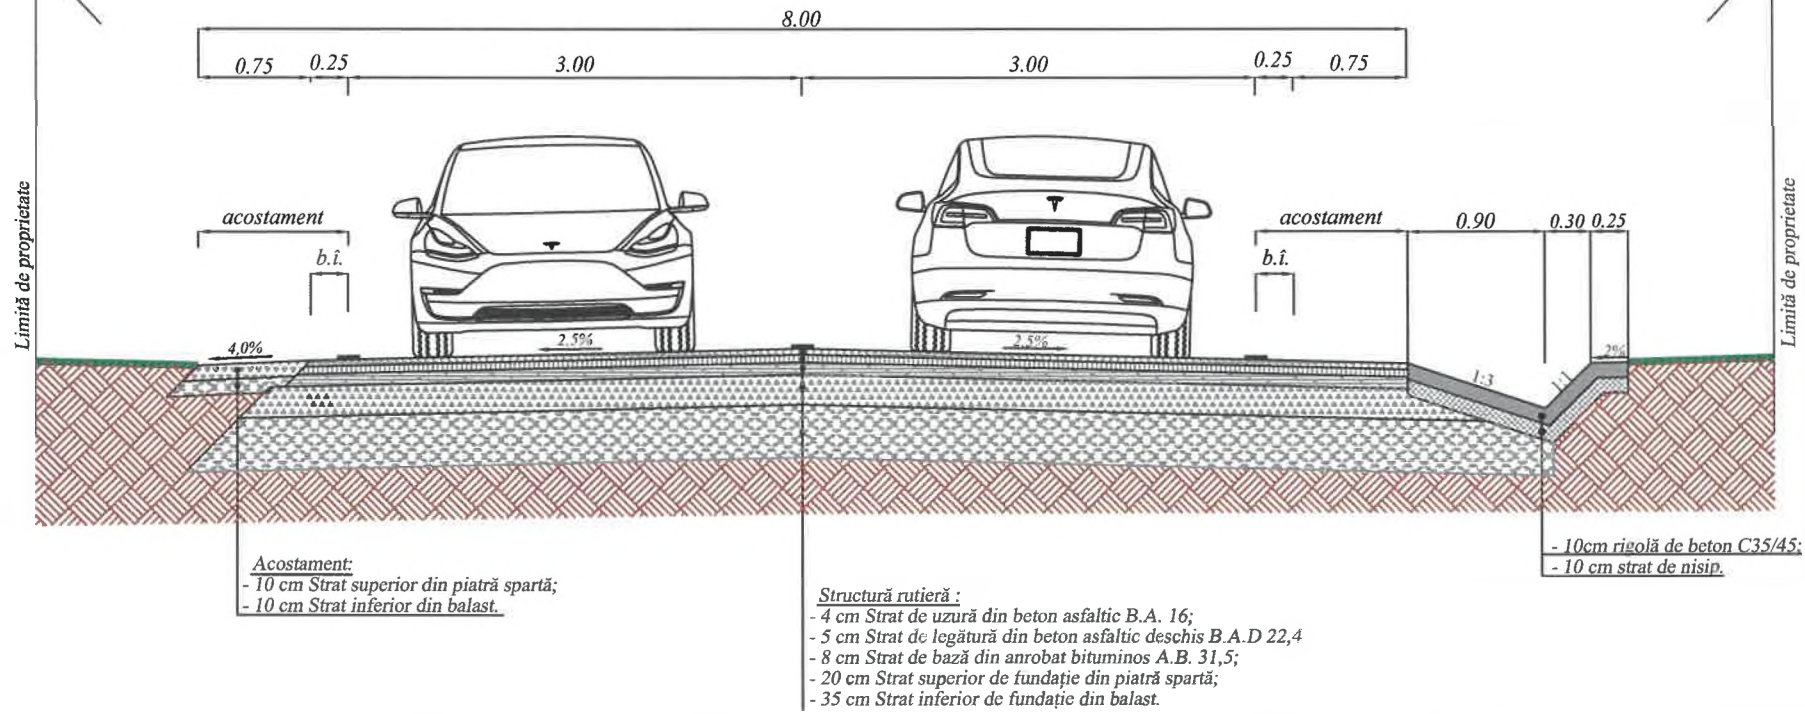 8.00
0.75 0.25 3.00 3.00 0.25 0.75
Limită de proprietate
acostament
b.î.
acostament 0.90 0.30 0.25
b.î.
Limită de proprietate
4,0%
2.5%
2.5%
1:3
1:1
2%
Acostament:
- 10 cm Strat superior din piatră spartă;
- 10 cm Strat inferior din balast.
Structură rutieră :
- 4 cm Strat de uzură din beton asfaltic B.A. 16;
- 5 cm Strat de legătură din beton asfaltic deschis B.A.D 22,4
- 8 cm Strat de bază din anrobat bituminos A.B. 31,5;
- 20 cm Strat superior de fundație din piatră spartă;
- 35 cm Strat inferior de fundație din balast.
- 10cm rigolă de beton C35/45;
- 10 cm strat de nisip.